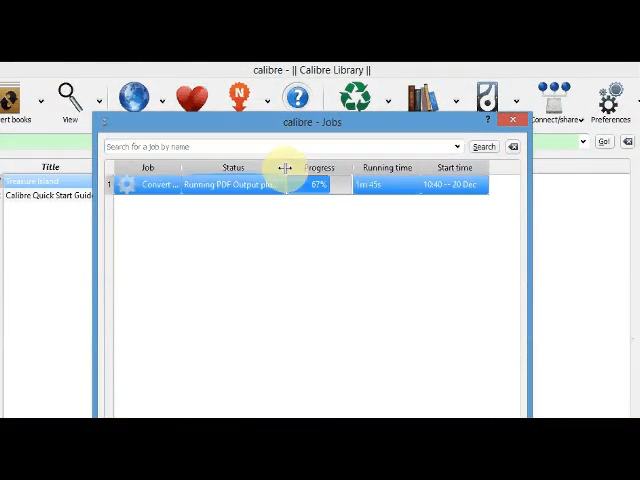 calibre - || Calibre Library ||
ert books
View
Connect/share
Preferences
calibre - Jobs
?
Search for a job by name
Search
Go!
Title
Job
Status
Progress
Running time
Start time
Treasure Island
1
Convert ...
Running PDF Output plu...
67%
1m 45s
10:40 -- 20 Dec
Calibre Quick Start Guide